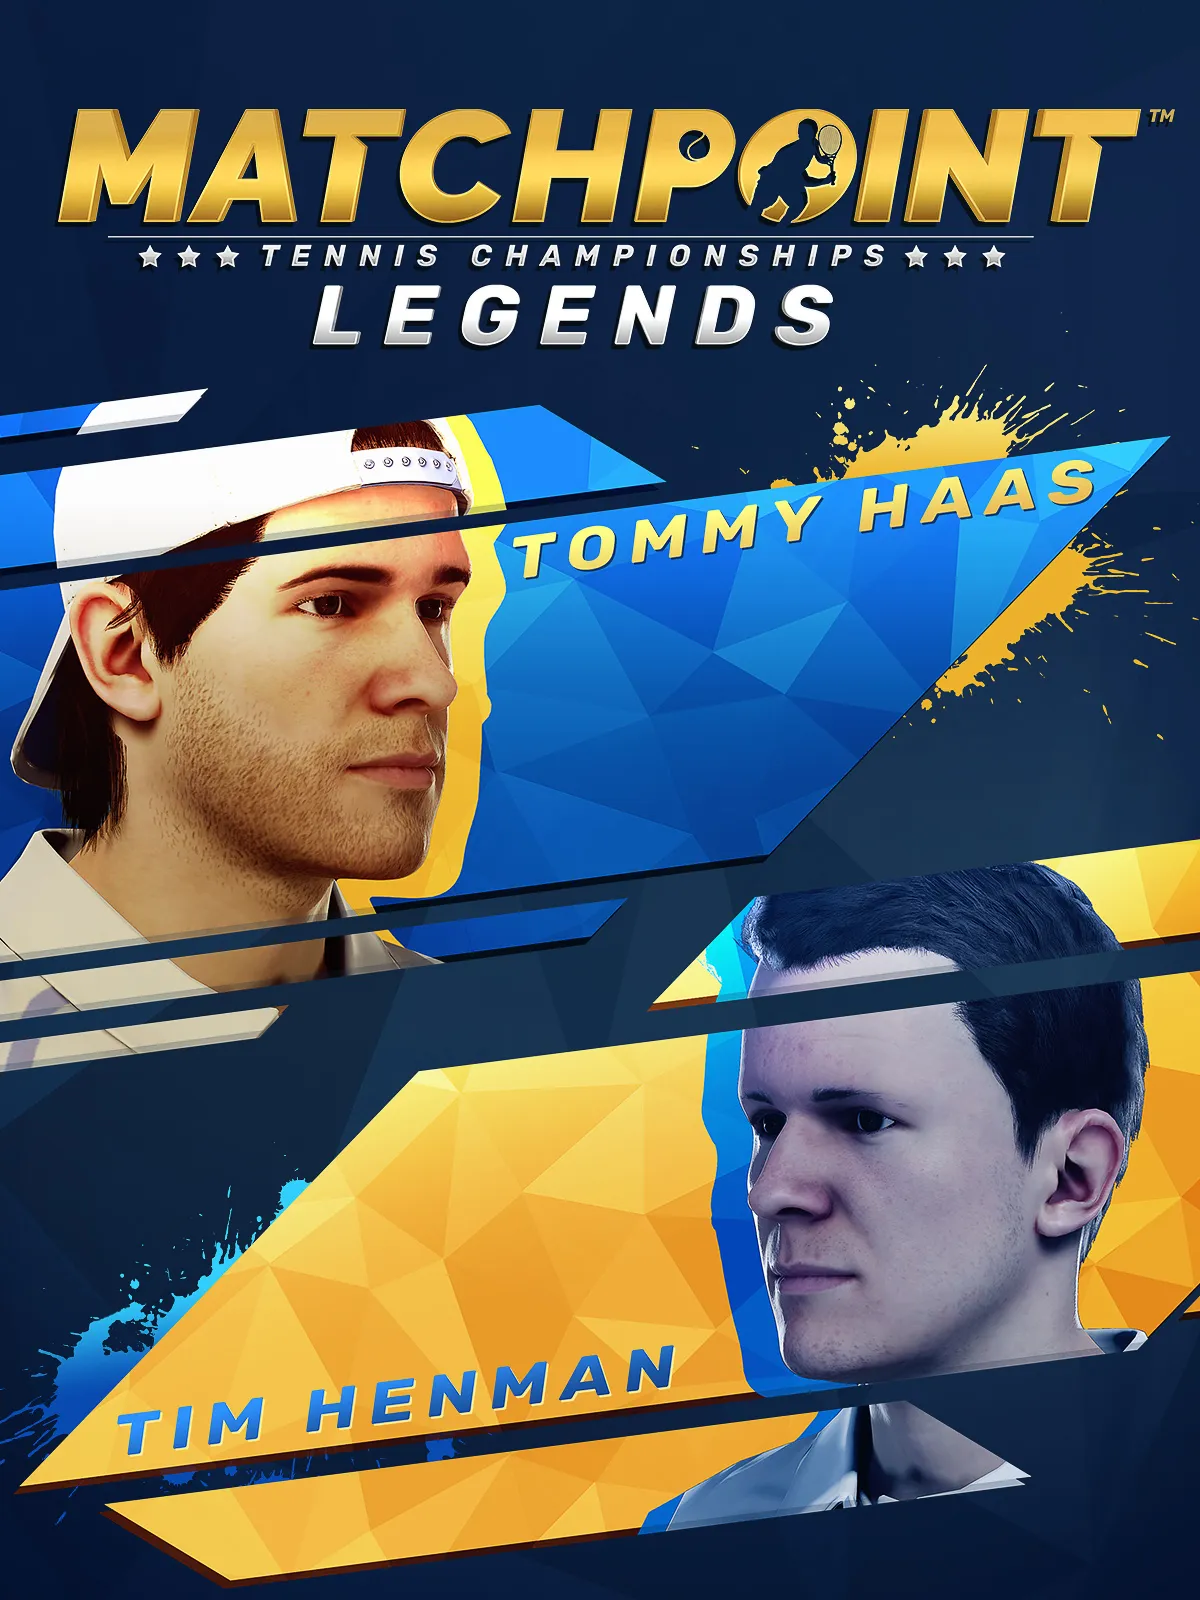 MATCHPOINT™
TENNIS CHAMPIONSHIPS
LEGENDS
TOMMY HAAS
TIM HENMAN